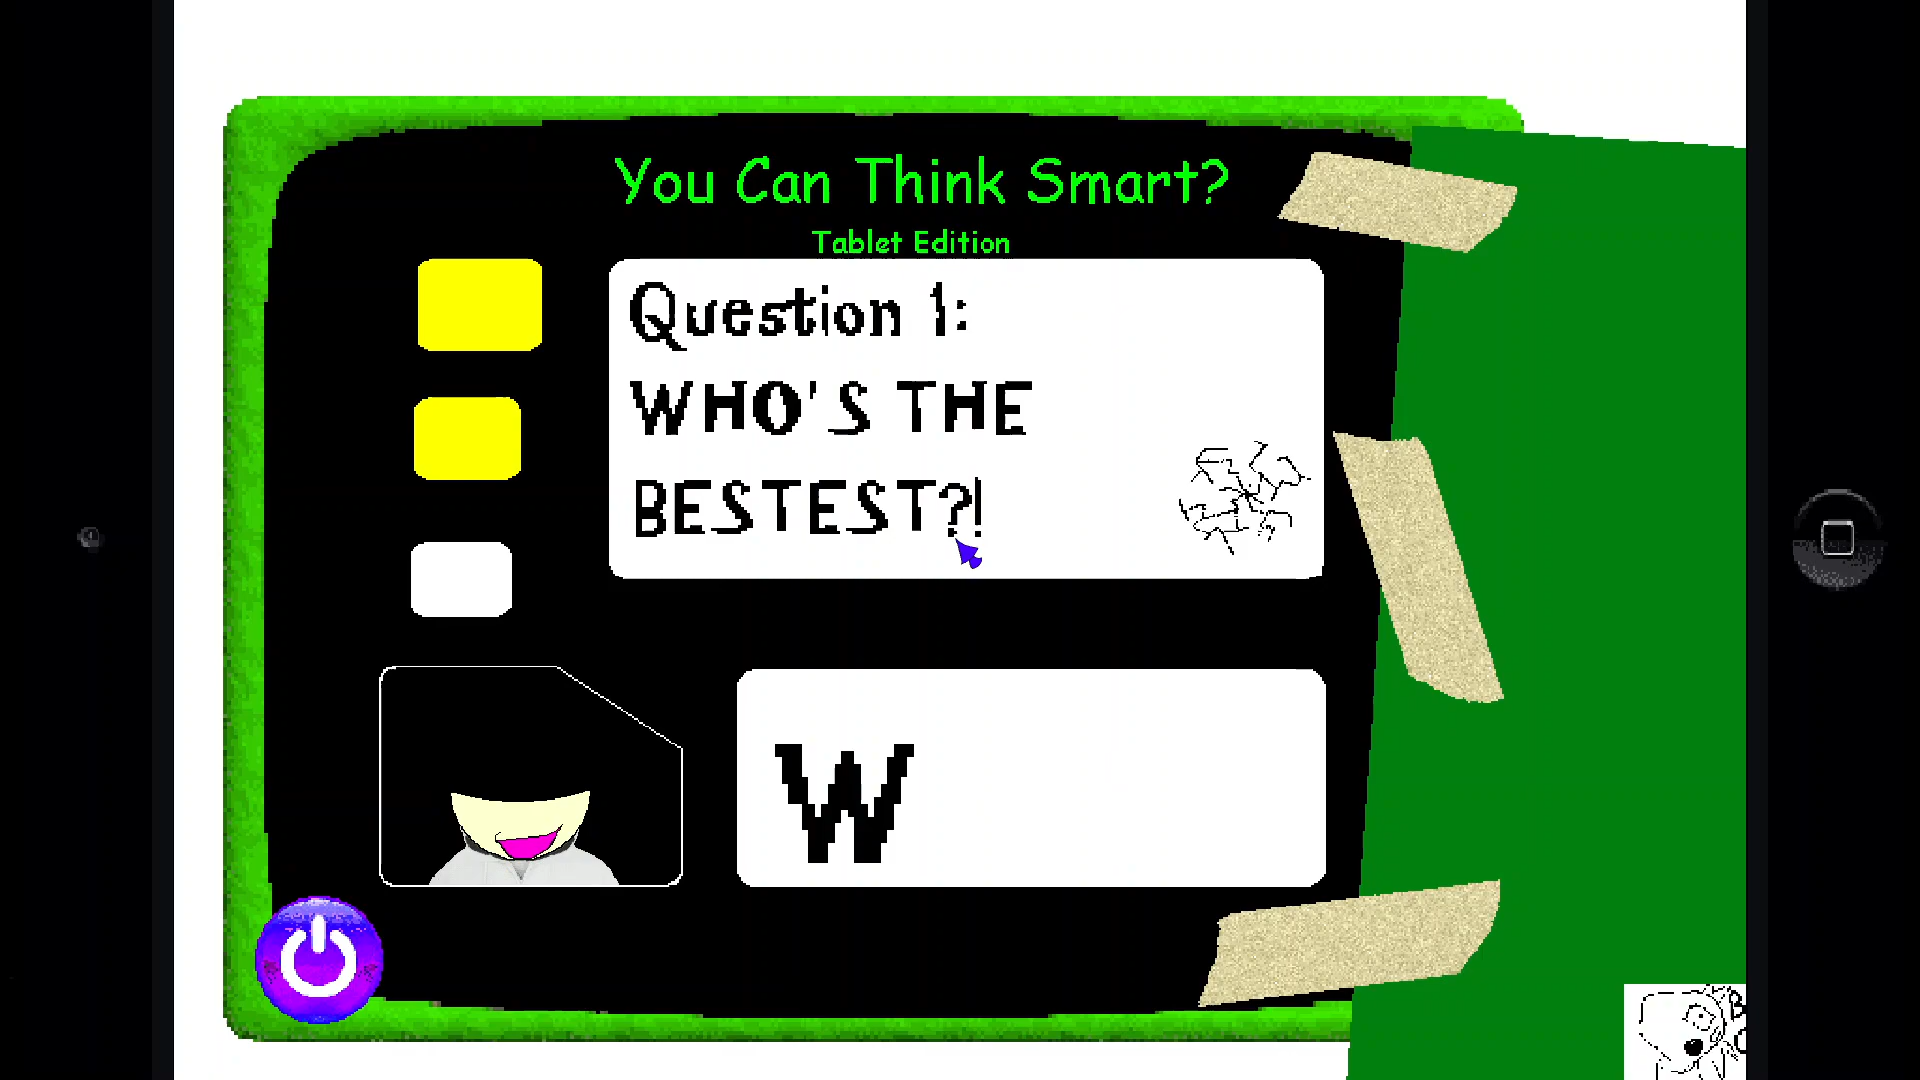 You Can Think Smart?
Tablet Edition
Question 1:
WHO'S THE
BESTEST?!
W